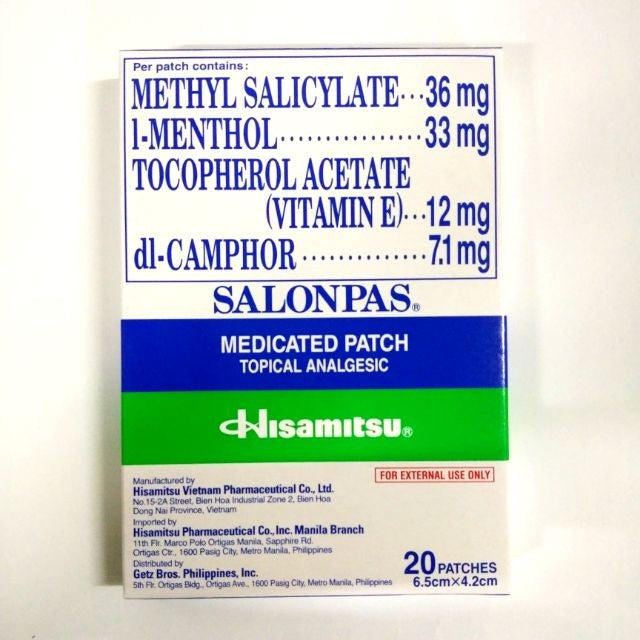 Per patch contains:
METHYL SALICYLATE...36 mg
l-MENTHOL................33 mg
TOCOPHEROL ACETATE
(VITAMIN E)...12 mg
dl-CAMPHOR..............7.1 mg
SALONPAS®
MEDICATED PATCH
TOPICAL ANALGESIC
Hisamitsu®
FOR EXTERNAL USE ONLY
Manufactured by
Hisamitsu Vietnam Pharmaceutical Co., Ltd.
No.15-2A Street, Bien Hoa Industrial Zone 2, Bien Hoa
Dong Nai Province, Vietnam
Imported by
Hisamitsu Pharmaceutical Co., Inc. Manila Branch
11th Flr. Marco Polo Ortigas Manila, Sapphire Rd.
Ortigas Ctr., 1600 Pasig City, Metro Manila, Philippines
Distributed by
Getz Bros. Philippines, Inc.
5th Flr. Ortigas Bldg., Ortigas Ave., 1600 Pasig City, Metro Manila, Philippines
20 PATCHES
6.5cm×4.2cm